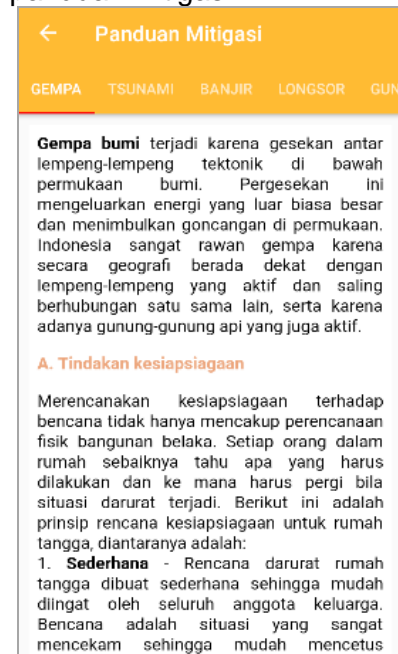 Panduan Mitigasi
GEMPA TSUNAMI BANJIR LONGSOR GUN
Gempa bumi terjadi karena gesekan antar
lempeng-lempeng tektonik di bawah
permukaan bumi. Pergesekan ini
mengeluarkan energi yang luar biasa besar
dan menimbulkan goncangan di permukaan.
Indonesia sangat rawan gempa karena
secara geografi berada dekat dengan
lempeng-lempeng yang aktif dan saling
berhubungan satu sama lain, serta karena
adanya gunung-gunung api yang juga aktif.
A. Tindakan kesiapsiagaan
Merencanakan kesiapsiagaan terhadap
bencana tidak hanya mencakup perencanaan
fisik bangunan belaka. Setiap orang dalam
rumah sebaiknya tahu apa yang harus
dilakukan dan ke mana harus pergi bila
situasi darurat terjadi. Berikut ini adalah
prinsip rencana kesiapsiagaan untuk rumah
tangga, diantaranya adalah:
1. Sederhana - Rencana darurat rumah
tangga dibuat sederhana sehingga mudah
diingat oleh seluruh anggota keluarga.
Bencana adalah situasi yang sangat
mencekam sehingga mudah mencetus